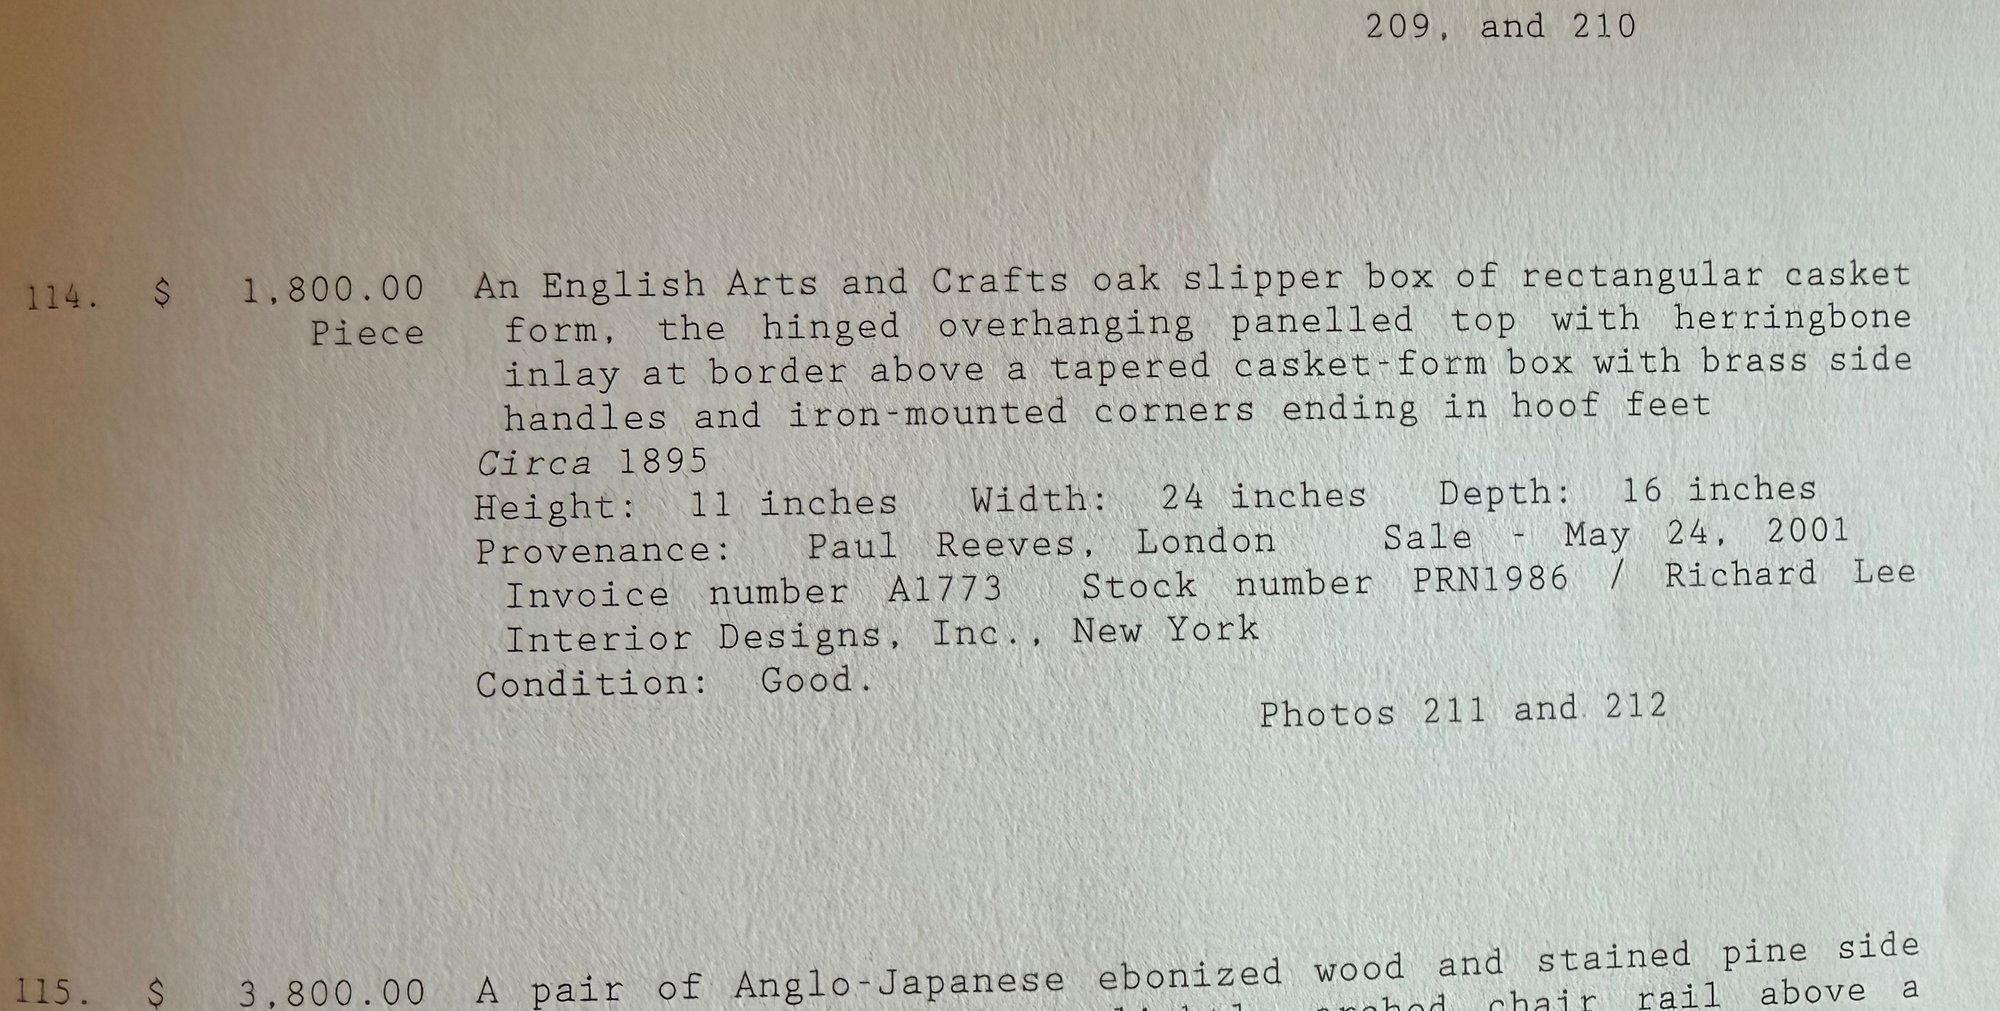 209, and 210
114. $ 1,800.00 An English Arts and Crafts oak slipper box of rectangular casket
Piece form, the hinged overhanging panelled top with herringbone
inlay at border above a tapered casket-form box with brass side
handles and iron-mounted corners ending in hoof feet
Circa 1895
Height: 11 inches Width: 24 inches Depth: 16 inches
Provenance: Paul Reeves, London Sale - May 24, 2001
Invoice number A1773 Stock number PRN1986 / Richard Lee
Interior Designs, Inc., New York
Condition: Good.
Photos 211 and 212
115. $ 3,800.00 A pair of Anglo-Japanese ebonized wood and stained pine side
chair rail above a